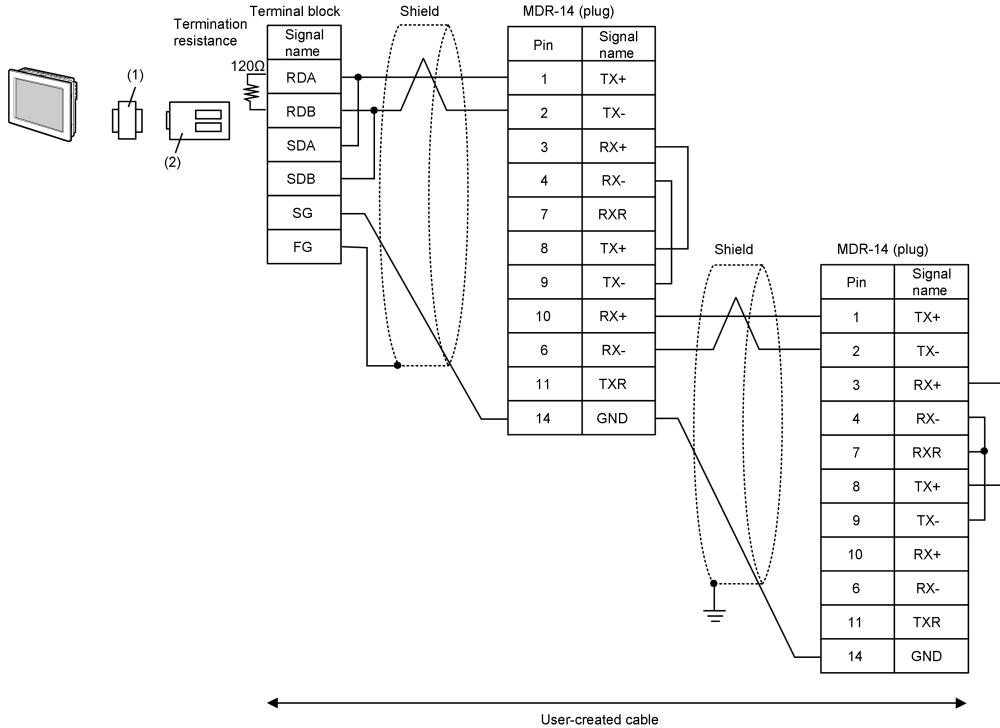 Termination
resistance
(1)
(2)
120Ω
Terminal block
Signal
name
RDA
RDB
SDA
SDB
SG
FG
Shield
MDR-14 (plug)
Pin Signal
name
1 TX+
2 TX-
3 RX+
4 RX-
7 RXR
8 TX+
9 TX-
10 RX+
6 RX-
11 TXR
14 GND
Shield
MDR-14 (plug)
Pin Signal
name
1 TX+
2 TX-
3 RX+
4 RX-
7 RXR
8 TX+
9 TX-
10 RX+
6 RX-
11 TXR
14 GND
User-created cable